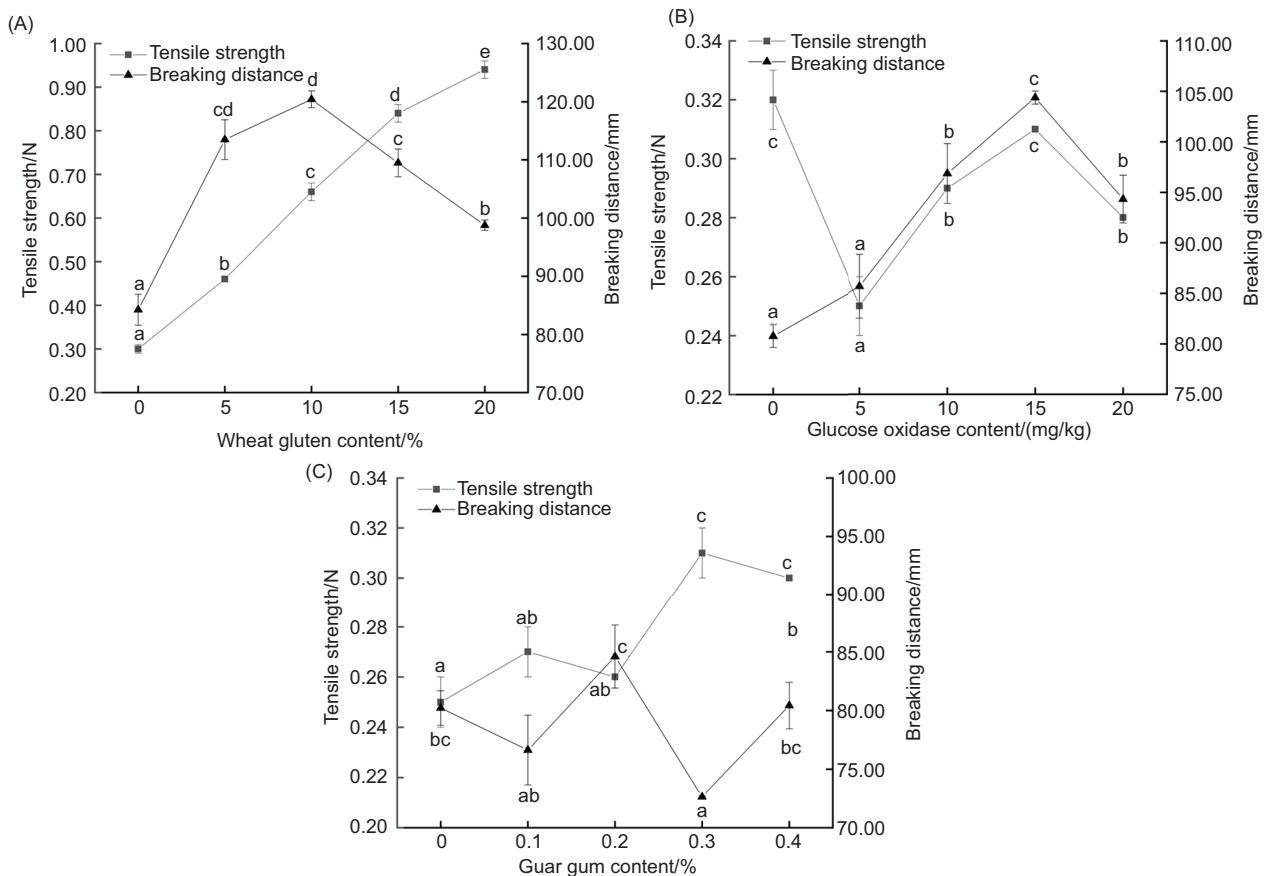 (A)
1.00
0.90
0.80
0.70
0.60
0.50
0.40
0.30
0.20
Tensile strength/N
Tensile strength
Breaking distance
130.00
120.00
110.00
100.00
90.00
80.00
70.00
Breaking distance/mm
a
cd
d
c
b
a
b
c
d
e
0 5 10 15 20
Wheat gluten content/%
(B)
0.34
0.32
0.30
0.28
0.26
0.24
0.22
Tensile strength/N
Tensile strength
Breaking distance
110.00
105.00
100.00
95.00
90.00
85.00
80.00
75.00
Breaking distance/mm
c
a
b
c
b
a
a
b
c
b
0 5 10 15 20
Glucose oxidase content/(mg/kg)
(C)
0.34
0.32
0.30
0.28
0.26
0.24
0.22
0.20
Tensile strength/N
Tensile strength
Breaking distance
100.00
95.00
90.00
85.00
80.00
75.00
70.00
Breaking distance/mm
a
ab
c
c
c
b
bc
ab
ab
a
bc
0 0.1 0.2 0.3 0.4
Guar gum content/%